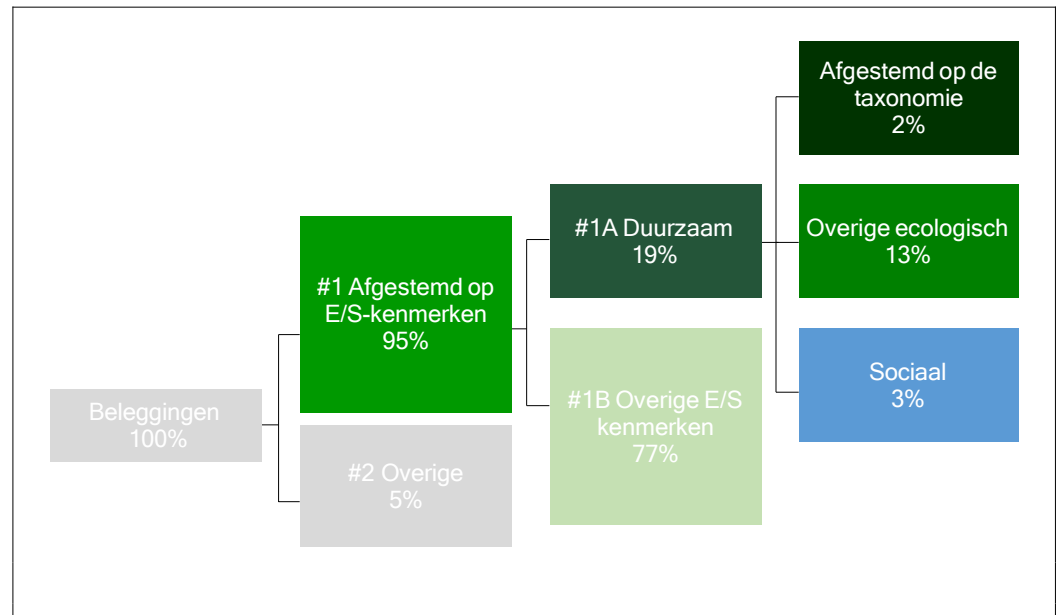 Beleggingen
100%
#1 Afgestemd op
E/S-kenmerken
95%
#2 Overige
5%
#1A Duurzaam
19%
#1B Overige E/S
kenmerken
77%
Afgestemd op de
taxonomie
2%
Overige ecologisch
13%
Sociaal
3%